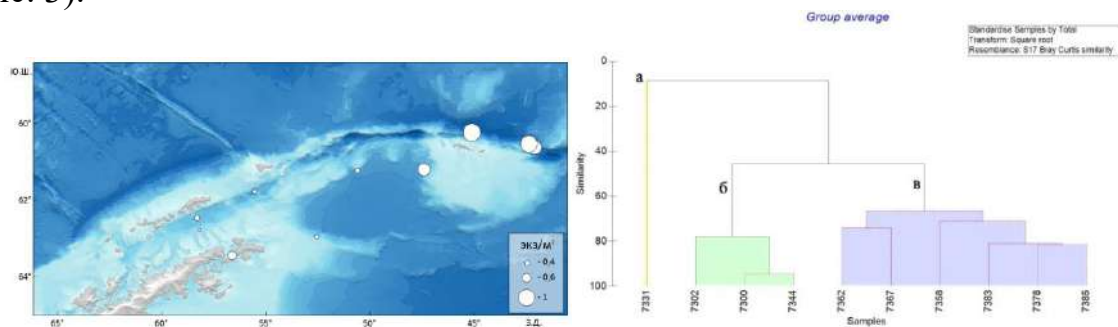 Group average
Standardise Samples by Total
Transform: Square root
Resemblance: S17 Bray Curtis similarity
Ю.Ш.
60°
62°
64°
65°
60°
55°
50°
45°
З.Д.
ЭКЗ/М²
- 0,4
- 0,6
- 1
Similarity
0
20
40
60
80
100
а
б
в
7331
7302
7300
7344
7362
7367
7358
7383
7378
7385
Samples